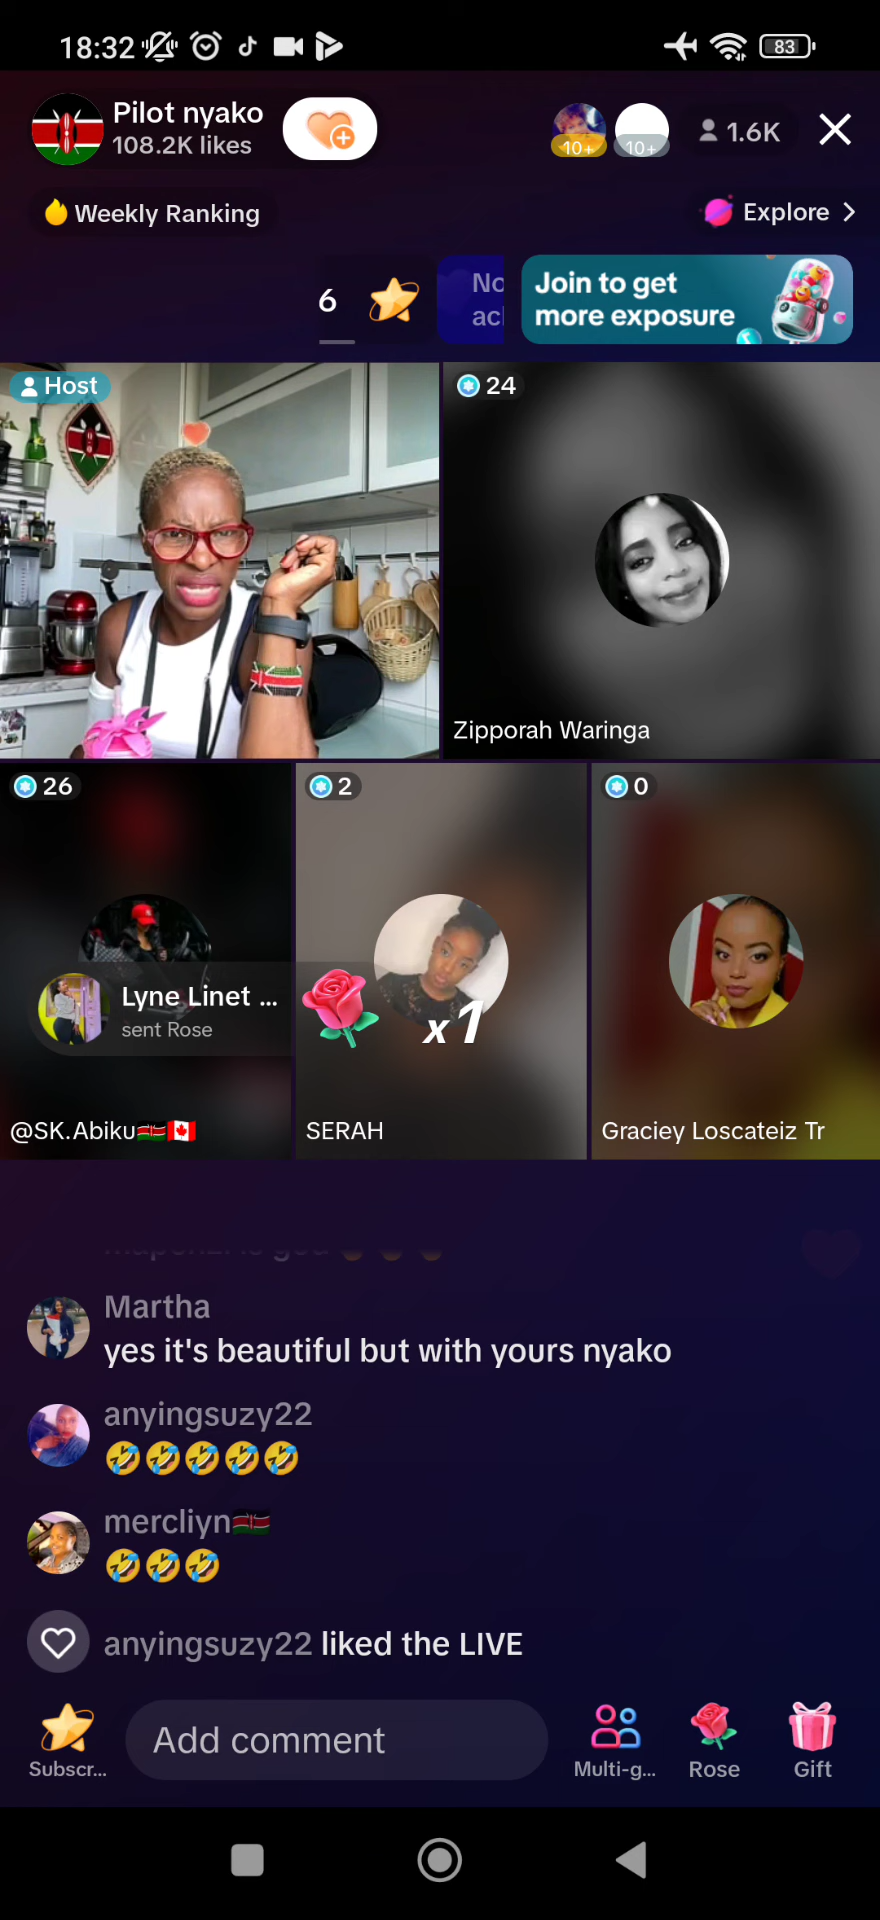 18:32
83
Pilot nyako
108.2K likes
10+
10+
1.6K
Weekly Ranking
Explore
6
Join to get
more exposure
Host
24
Zipporah Waringa
26
2
0
Lyne Linet ...
sent Rose
x1
@SK.Abiku🇰🇪🇨🇦
SERAH
Graciey Loscateiz Tr
Martha
yes it's beautiful but with yours nyako
anyingsuzy22
🤣🤣🤣🤣🤣
mercliyn🇰🇪
🤣🤣🤣
anyingsuzy22 liked the LIVE
Add comment
Subscr...
Multi-g...
Rose
Gift